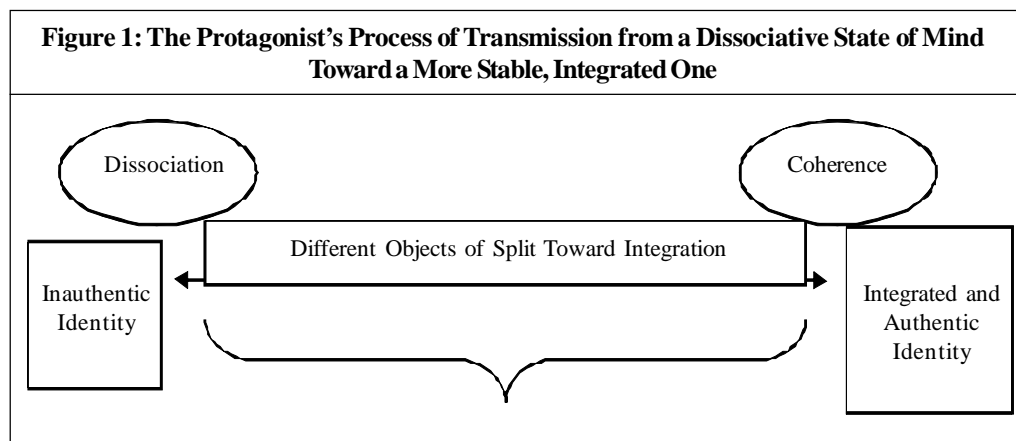 Figure 1: The Protagonist's Process of Transmission from a Dissociative State of Mind
Toward a More Stable, Integrated One
Dissociation
Coherence
Different Objects of Split Toward Integration
Inauthentic
Identity
Integrated and
Authentic
Identity